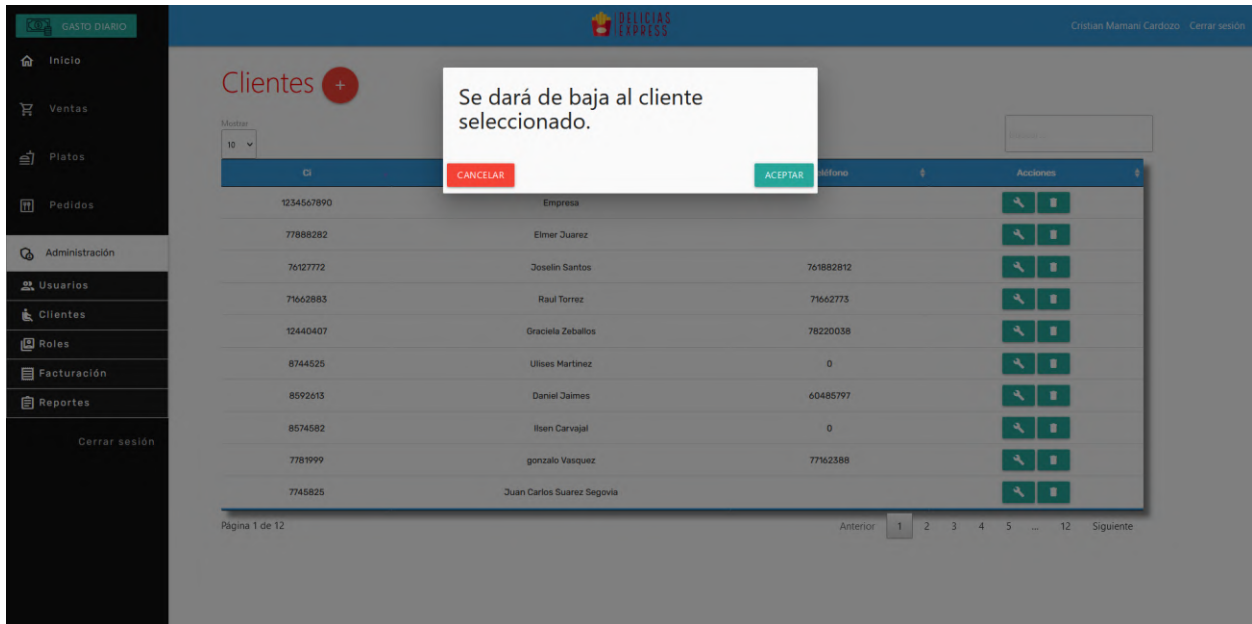 GASTO DIARIO
DELICIAS
EXPRESS
Cristian Mamani Cardozo Cerrar sesión
Inicio
Ventas
Platos
Pedidos
Administración
Usuarios
Clientes
Roles
Facturación
Reportes
Cerrar sesión
Clientes +
Se dará de baja al cliente
seleccionado.
CANCELAR ACEPTAR
Mostrar
10
Ci Acciones
1234567890 Empresa
77888282 Elmer Juarez
76127772 Joselin Santos 761882812
71662883 Raul Torrez 71662773
12440407 Graciela Zeballos 78220038
8744525 Ulises Martinez 0
8592613 Daniel Jaimes 60485797
8574582 Ilsen Carvajal 0
7781999 gonzalo Vasquez 77162388
7745825 Juan Carlos Suarez Segovia
Página 1 de 12
Anterior 1 2 3 4 5 ... 12 Siguiente